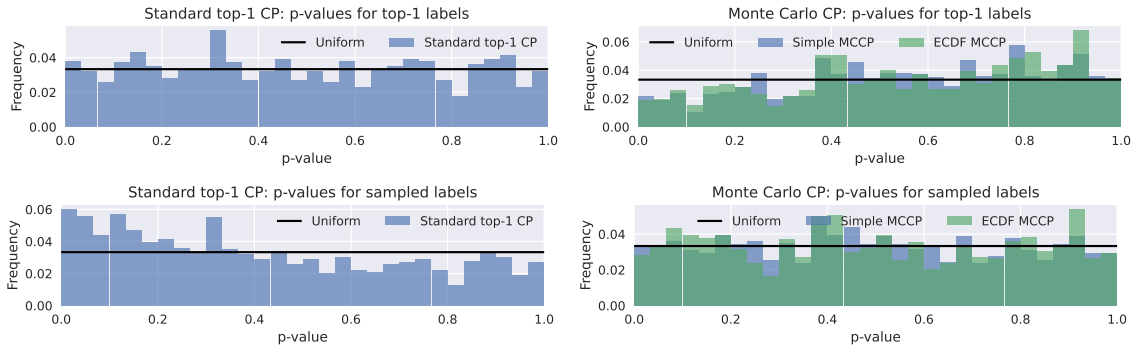 Standard top-1 CP: p-values for top-1 labels
Uniform Standard top-1 CP
Frequency
0.04
0.02
0.00
0.0 0.2 0.4 0.6 0.8 1.0
p-value
Monte Carlo CP: p-values for top-1 labels
Uniform Simple MCCP ECDF MCCP
Frequency
0.06
0.04
0.02
0.00
0.0 0.2 0.4 0.6 0.8 1.0
p-value
Standard top-1 CP: p-values for sampled labels
Uniform Standard top-1 CP
Frequency
0.06
0.04
0.02
0.00
0.0 0.2 0.4 0.6 0.8 1.0
p-value
Monte Carlo CP: p-values for sampled labels
Uniform Simple MCCP ECDF MCCP
Frequency
0.04
0.02
0.00
0.0 0.2 0.4 0.6 0.8 1.0
p-value